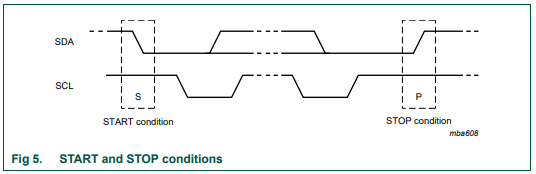 SDA
SCL
S
P
START condition
STOP condition
mba608
Fig 5. START and STOP conditions